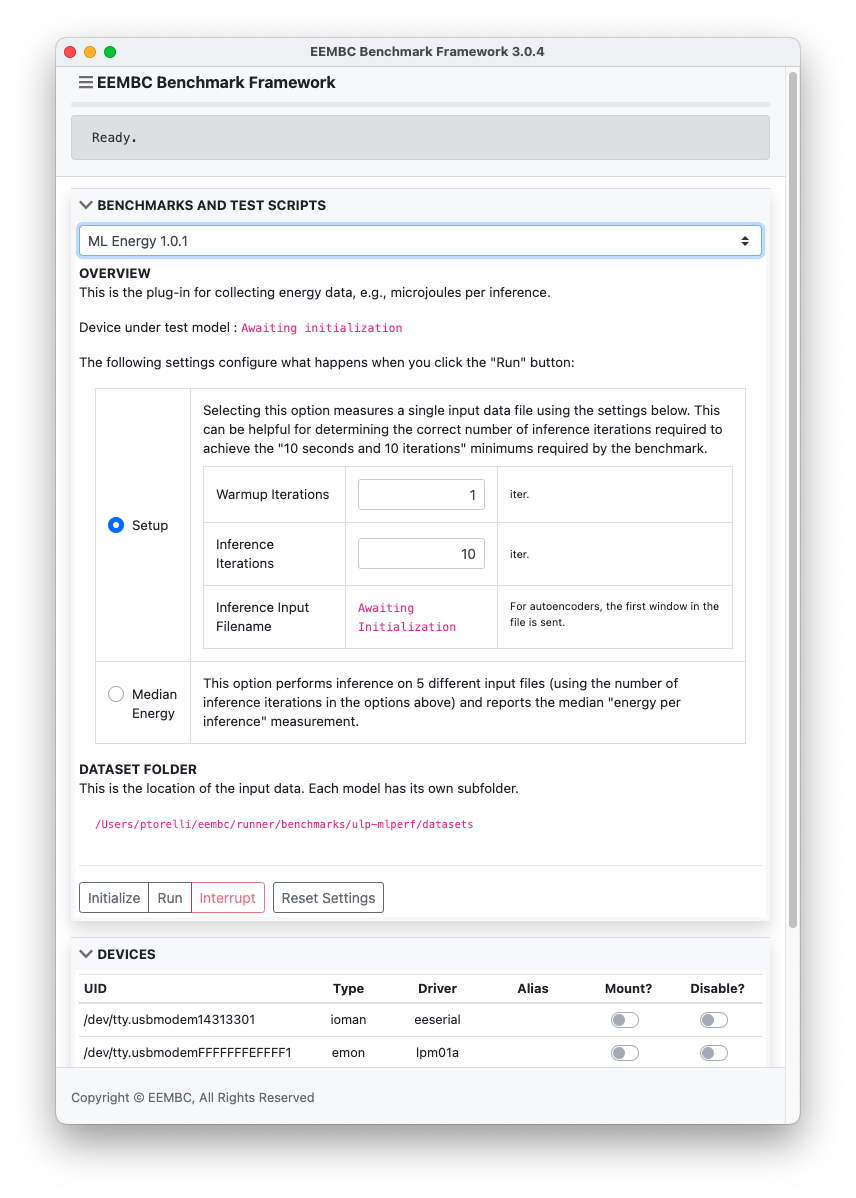 EEMBC Benchmark Framework 3.0.4
EEMBC Benchmark Framework
Ready.
BENCHMARKS AND TEST SCRIPTS
ML Energy 1.0.1
OVERVIEW
This is the plug-in for collecting energy data, e.g., microjoules per inference.
Device under test model : Awaiting initialization
The following settings configure what happens when you click the "Run" button:
Setup
Selecting this option measures a single input data file using the settings below. This
can be helpful for determining the correct number of inference iterations required to
achieve the "10 seconds and 10 iterations" minimums required by the benchmark.
Warmup Iterations 1 iter.
Inference
Iterations
10 iter.
Inference Input
Filename
Awaiting
Initialization
For autoencoders, the first window in the
file is sent.
Median
Energy
This option performs inference on 5 different input files (using the number of
inference iterations in the options above) and reports the median "energy per
inference" measurement.
DATASET FOLDER
This is the location of the input data. Each model has its own subfolder.
/Users/ptorelli/eembc/runner/benchmarks/ulp-mlperf/datasets
Initialize Run Interrupt Reset Settings
DEVICES
UID Type Driver Alias Mount? Disable?
/dev/tty.usbmodem14313301 ioman eeserial
/dev/tty.usbmodemFFFFFFFEFFFF1 emon lpm01a
Copyright © EEMBC, All Rights Reserved